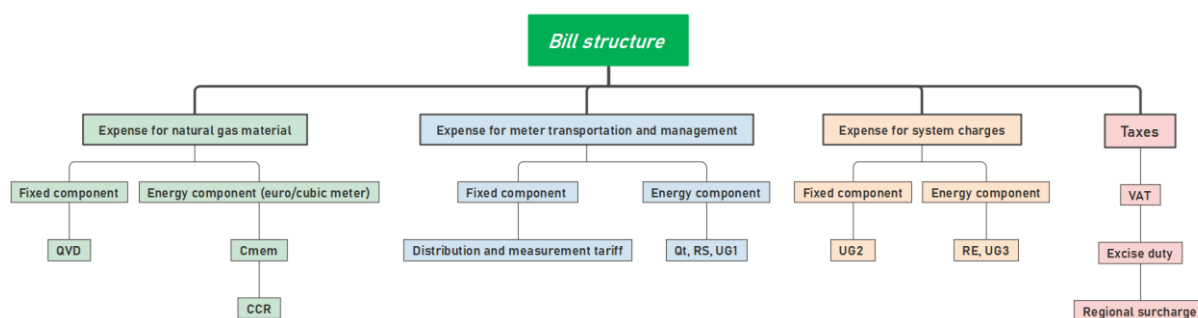 Bill structure
Expense for natural gas material
Expense for meter transportation and management
Expense for system charges
Taxes
Fixed component
Energy component (euro/cubic meter)
Fixed component
Energy component
Fixed component
Energy component
VAT
QVD
Cmem
Distribution and measurement tariff
Qt, RS, UG1
UG2
RE, UG3
Excise duty
CCR
Regional surcharge